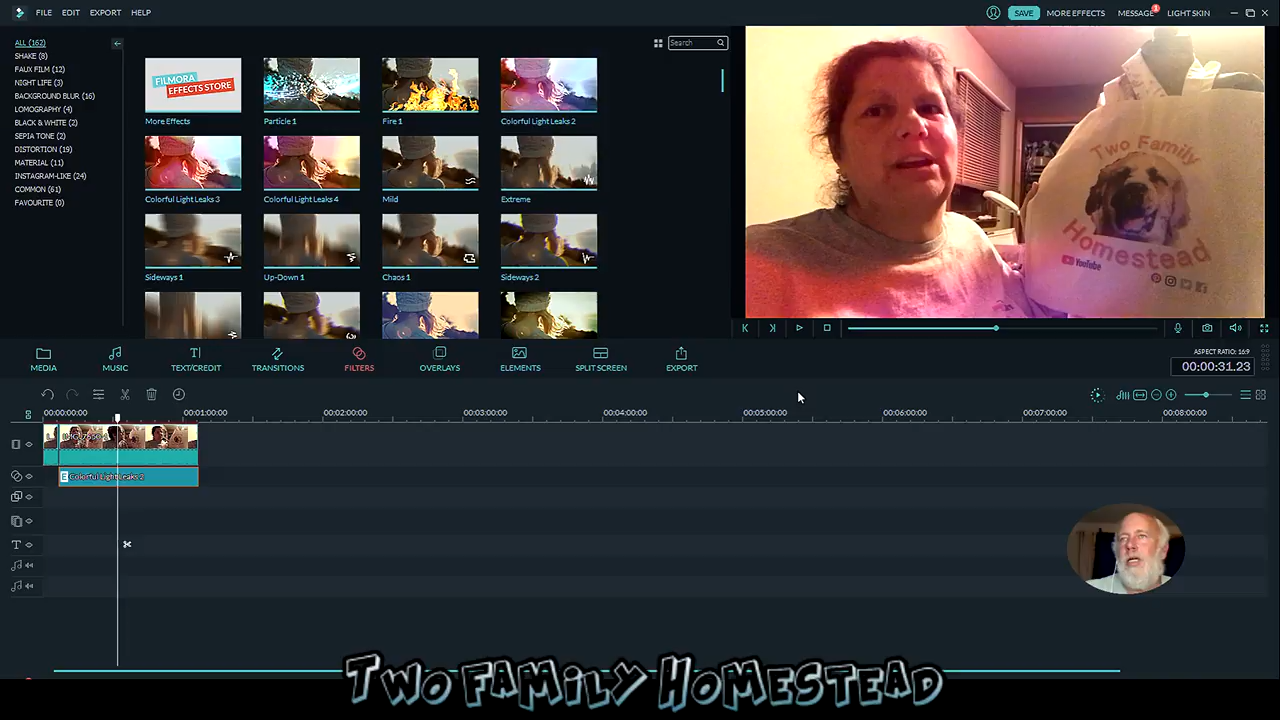 FILE EDIT EXPORT HELP
SAVE MORE EFFECTS MESSAGE 1 LIGHT SKIN
ALL (162)
SHAKE (8)
FAUX FILM (12)
NIGHT LIFE (3)
BACKGROUND BLUR (16)
LOMOGRAPHY (4)
BLACK & WHITE (2)
SEPIA TONE (2)
DISTORTION (19)
MATERIAL (11)
INSTAGRAM-LIKE (24)
COMMON (61)
FAVOURITE (0)
Search
FILMORA
EFFECTS STORE
More Effects Particle 1 Fire 1 Colorful Light Leaks 2
Colorful Light Leaks 3 Colorful Light Leaks 4 Mild Extreme
Sideways 1 Up-Down 1 Chaos 1 Sideways 2
Two Family
Homestead
YouTube
MEDIA MUSIC TEXT/CREDIT TRANSITIONS FILTERS OVERLAYS ELEMENTS SPLIT SCREEN EXPORT
ASPECT RATIO: 16:9
00:00:31.23
00:00:00:00 00:01:00:00 00:02:00:00 00:03:00:00 00:04:00:00 00:05:00:00 00:06:00:00 00:07:00:00 00:08:00:00
E Colorful Light Leaks 2
T
Two Family Homestead